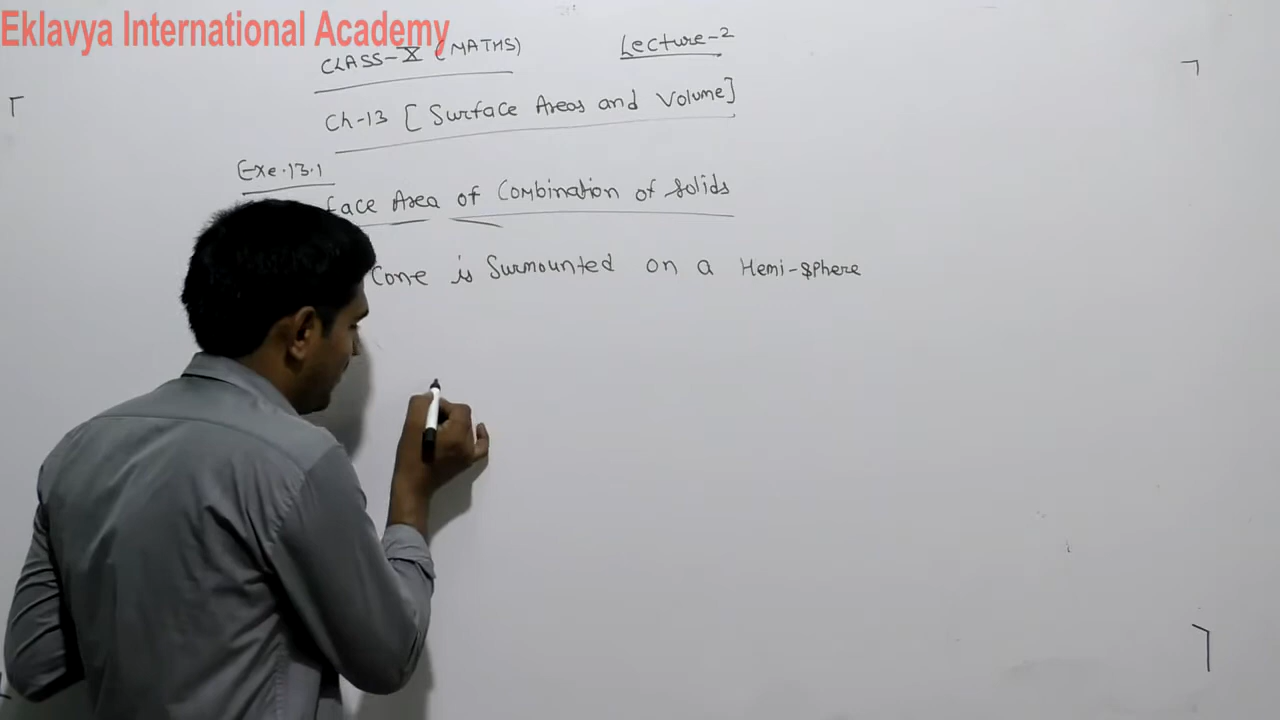 Eklavya International Academy
CLASS-X (MATHS) Lecture-2
Ch-13 [Surface Areas and Volume]
Exe.13.1
face Area of Combination of Solids
Cone is Surmounted on a Hemi-sphere